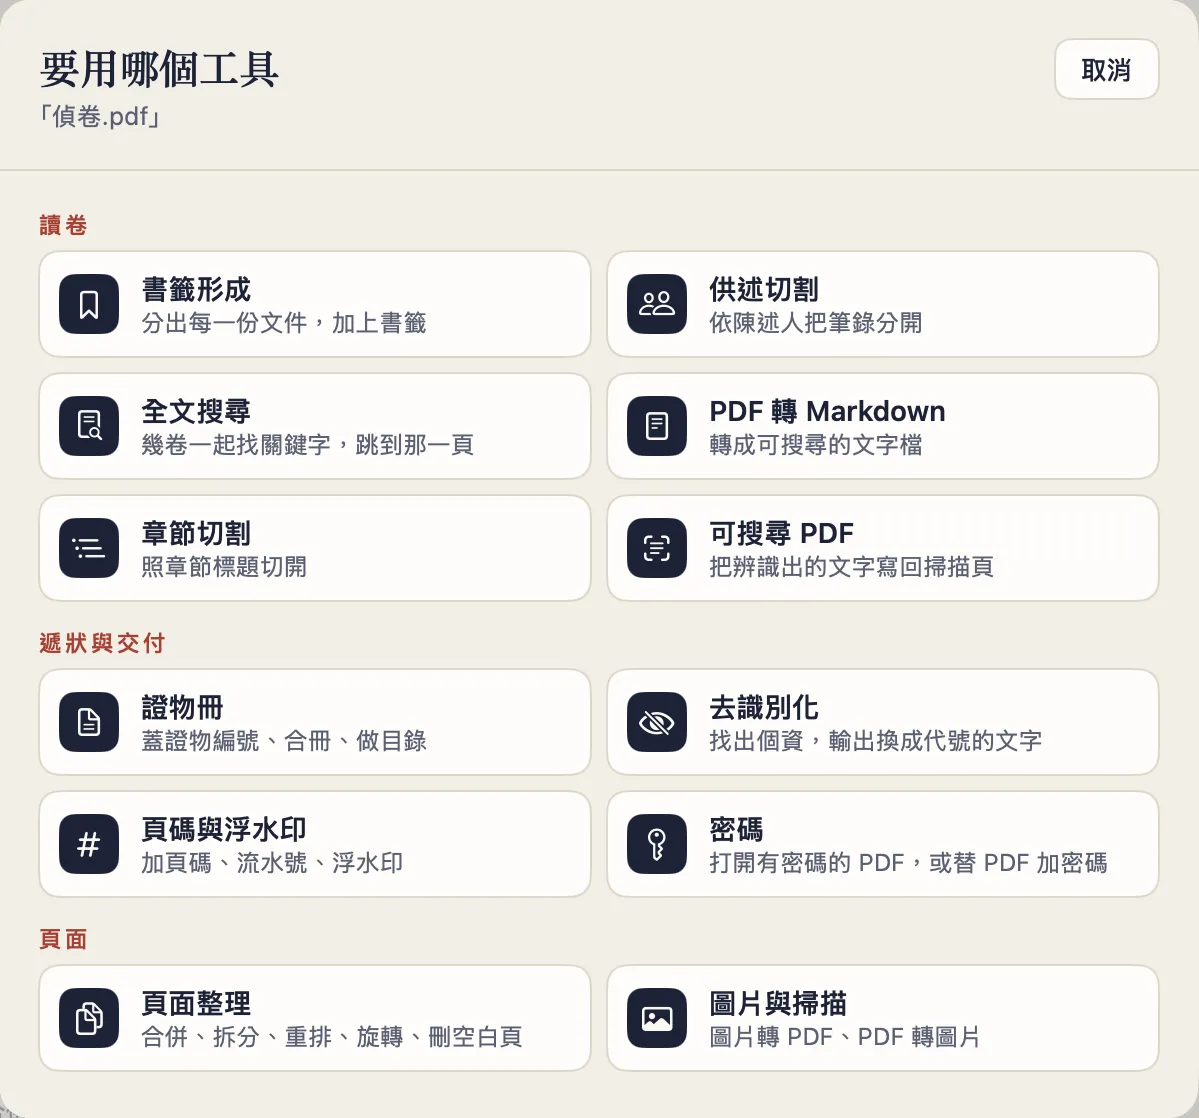 要用哪個工具
「偵卷.pdf」
取消
讀卷
書籤形成
分出每一份文件，加上書籤
供述切割
依陳述人把筆錄分開
全文搜尋
幾卷一起找關鍵字，跳到那一頁
PDF 轉 Markdown
轉成可搜尋的文字檔
章節切割
照章節標題切開
可搜尋 PDF
把辨識出的文字寫回掃描頁
遞狀與交付
證物冊
蓋證物編號、合冊、做目錄
去識別化
找出個資，輸出換成代號的文字
頁碼與浮水印
加頁碼、流水號、浮水印
密碼
打開有密碼的 PDF，或替 PDF 加密碼
頁面
頁面整理
合併、拆分、重排、旋轉、刪空白頁
圖片與掃描
圖片轉 PDF、PDF 轉圖片